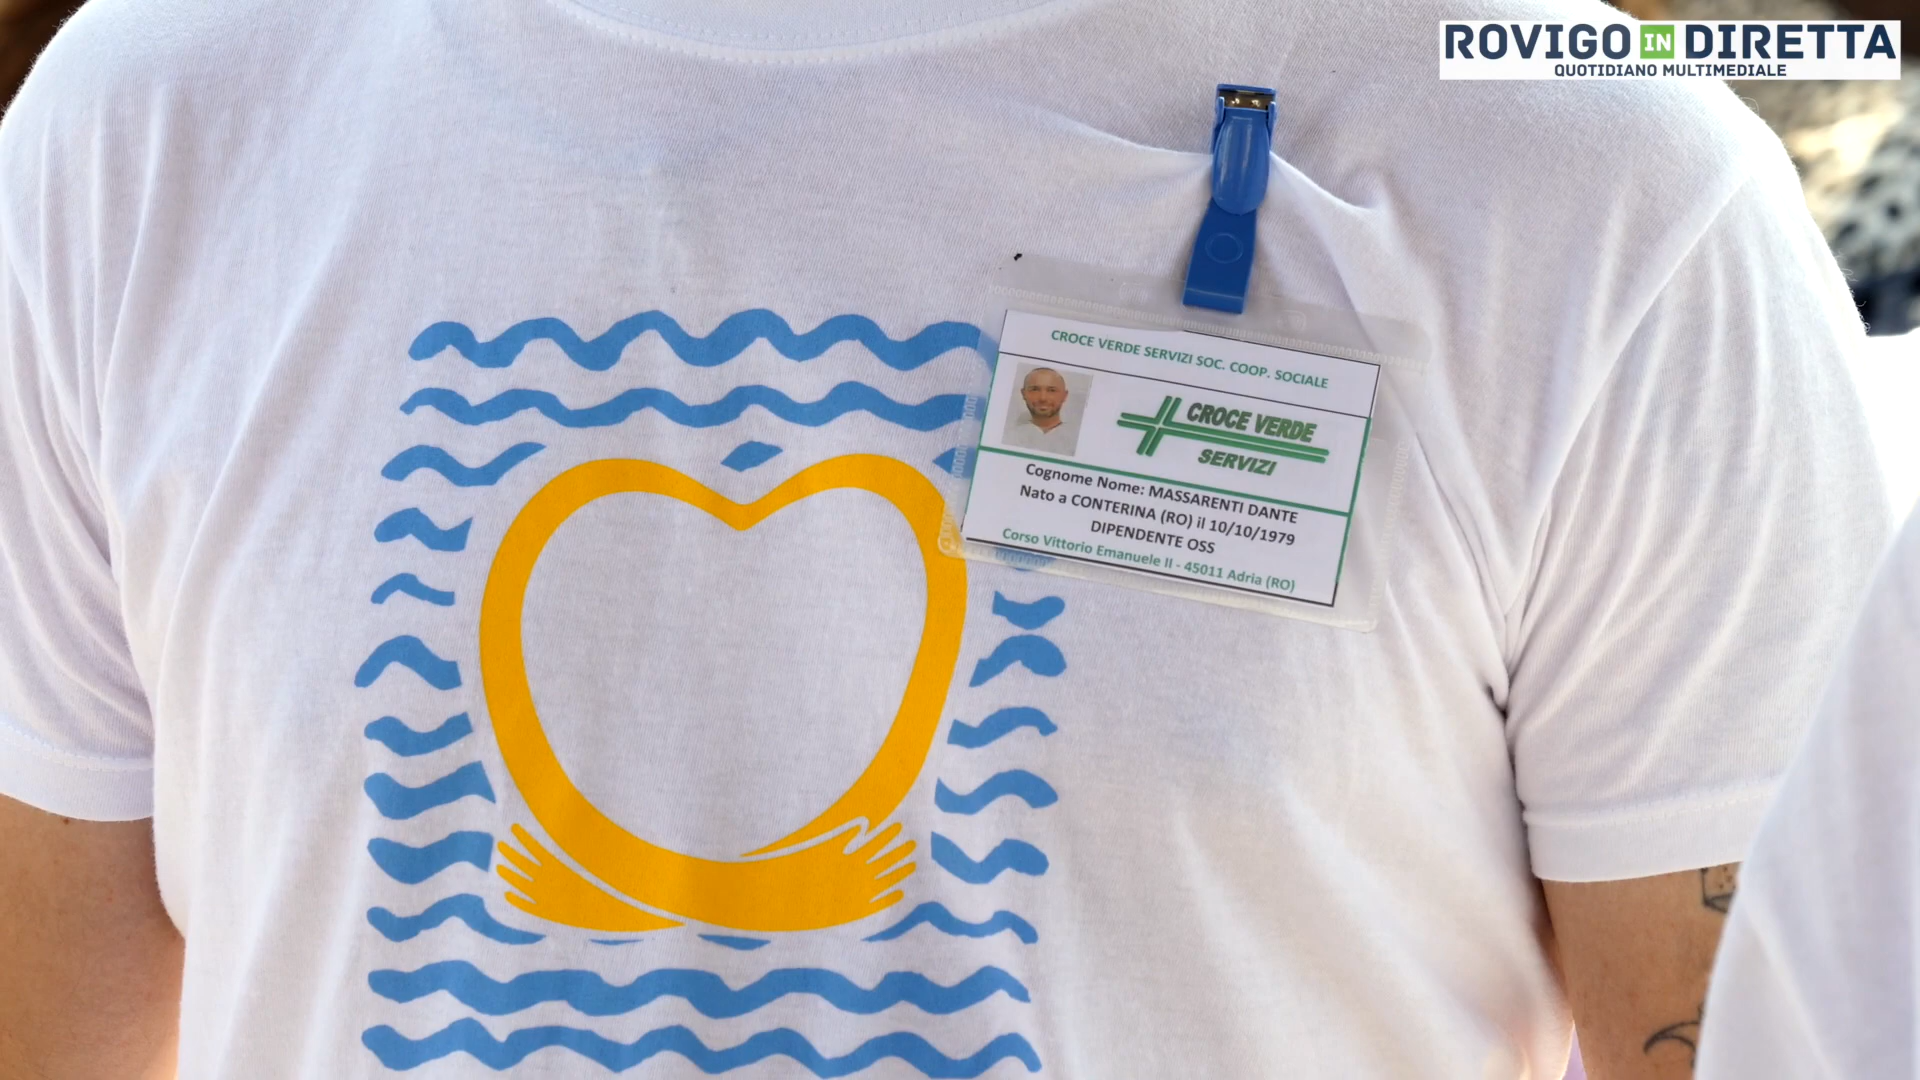 ROVIGO IN DIRETTA
QUOTIDIANO MULTIMEDIALE
CROCE VERDE SERVIZI SOC. COOP. SOCIALE
CROCE VERDE
SERVIZI
Cognome Nome: MASSARENTI DANTE
Nato a CONTERINA (RO) il 10/10/1979
DIPENDENTE OSS
Corso Vittorio Emanuele II - 45011 Adria (RO)